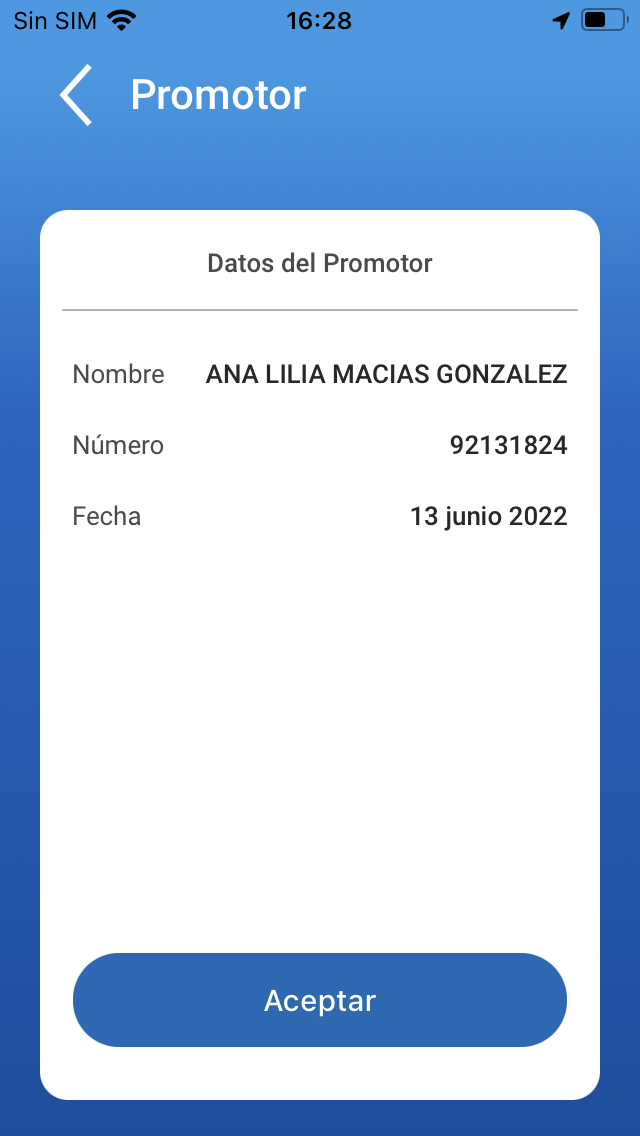 Sin SIM 16:28
Promotor
Datos del Promotor
Nombre ANA LILIA MACIAS GONZALEZ
Número 92131824
Fecha 13 junio 2022
Aceptar